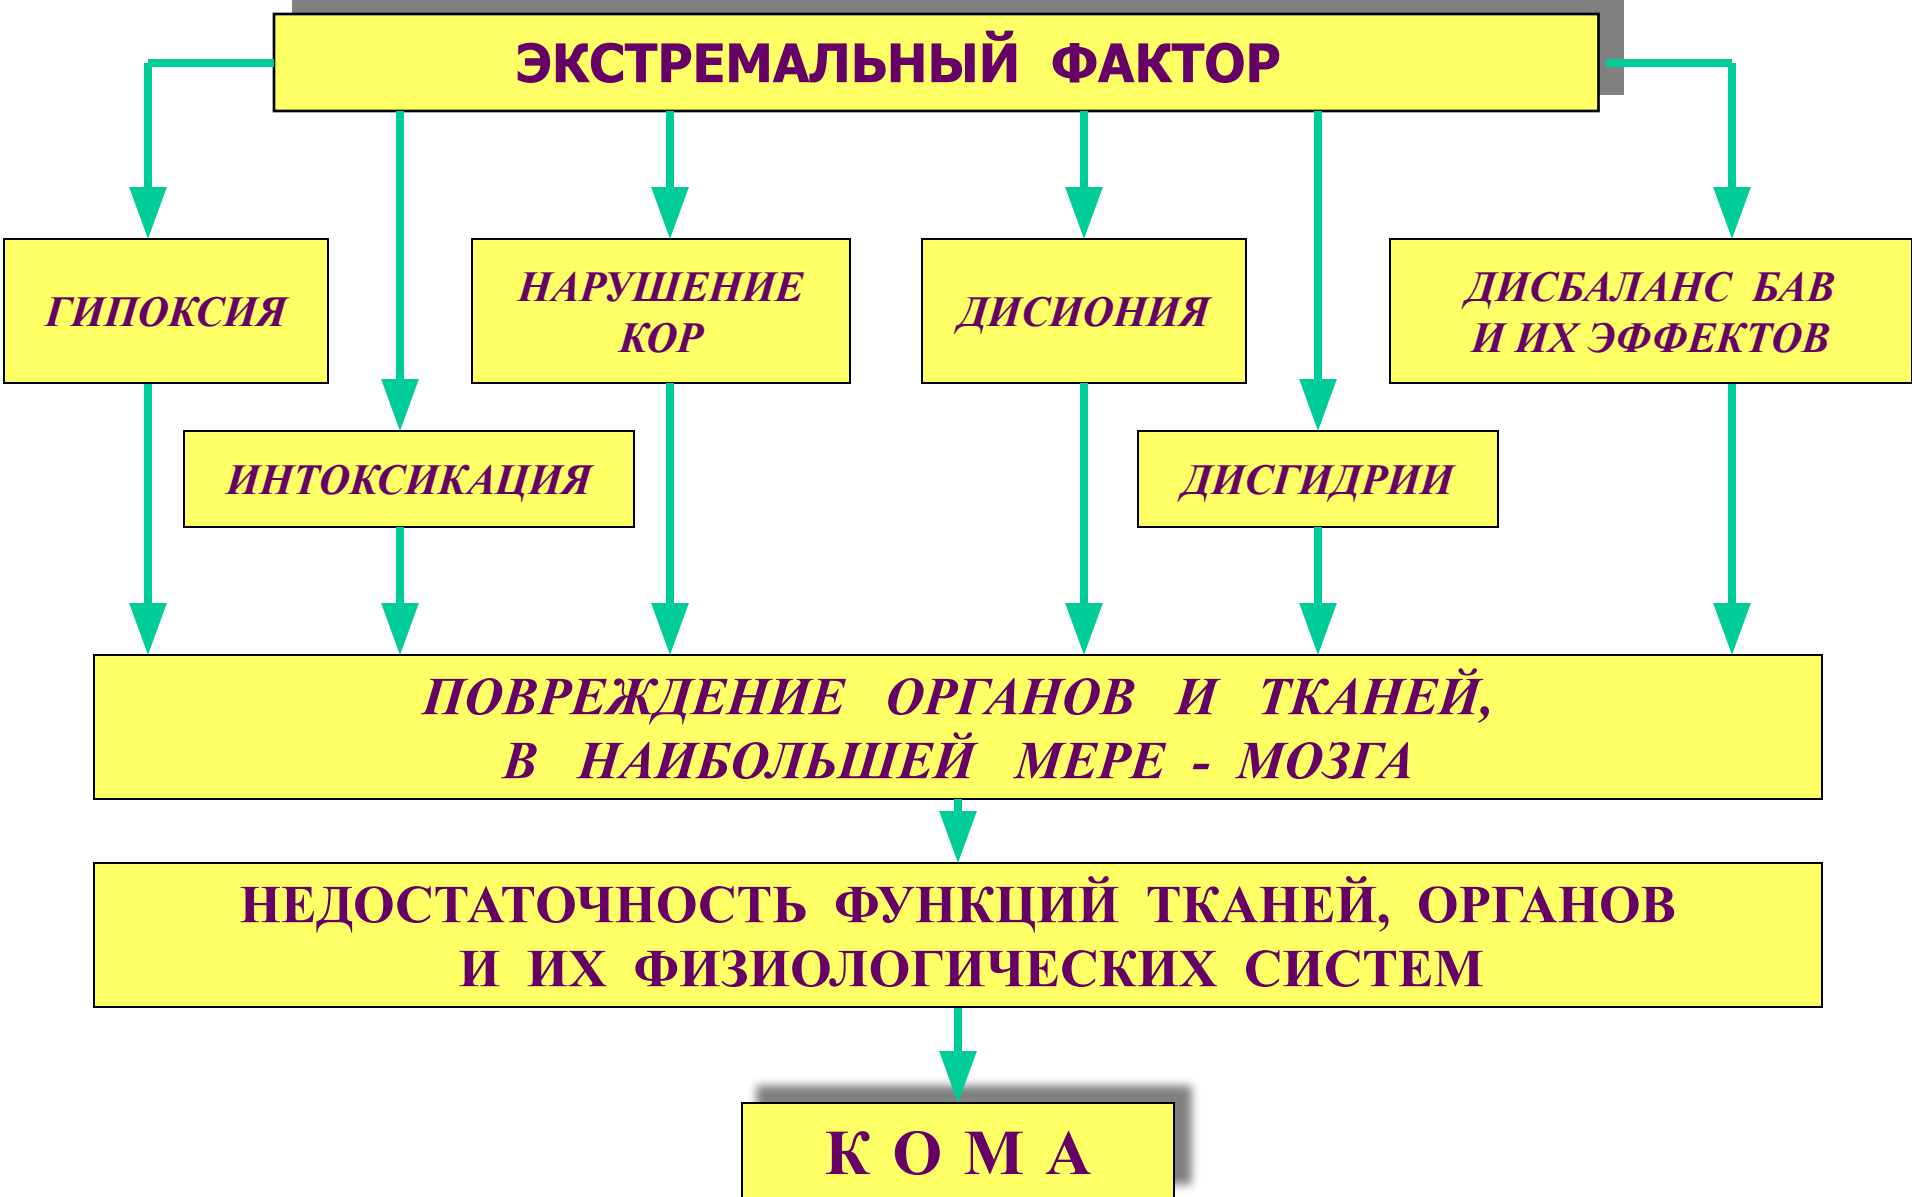 ЭКСТРЕМАЛЬНЫЙ ФАКТОР
ГИПОКСИЯ
НАРУШЕНИЕ
КОР
ДИСИОНИЯ
ДИСБАЛАНС БАВ
И ИХ ЭФФЕКТОВ
ИНТОКСИКАЦИЯ
ДИСГИДРИИ
ПОВРЕЖДЕНИЕ ОРГАНОВ И ТКАНЕЙ,
В НАИБОЛЬШЕЙ МЕРЕ - МОЗГА
НЕДОСТАТОЧНОСТЬ ФУНКЦИЙ ТКАНЕЙ, ОРГАНОВ
И ИХ ФИЗИОЛОГИЧЕСКИХ СИСТЕМ
К О М А